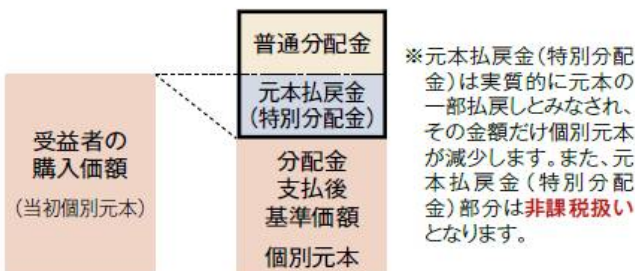 普通分配金
元本払戻金
(特別分配金)
受益者の
購入価額
(当初個別元本)
分配金
支払後
基準価額
個別元本
※元本払戻金(特別分配
金)は実質的に元本の
一部払戻しとみなされ、
その金額だけ個別元本
が減少します。また、元
本払戻金(特別分配
金)部分は非課税扱い
となります。